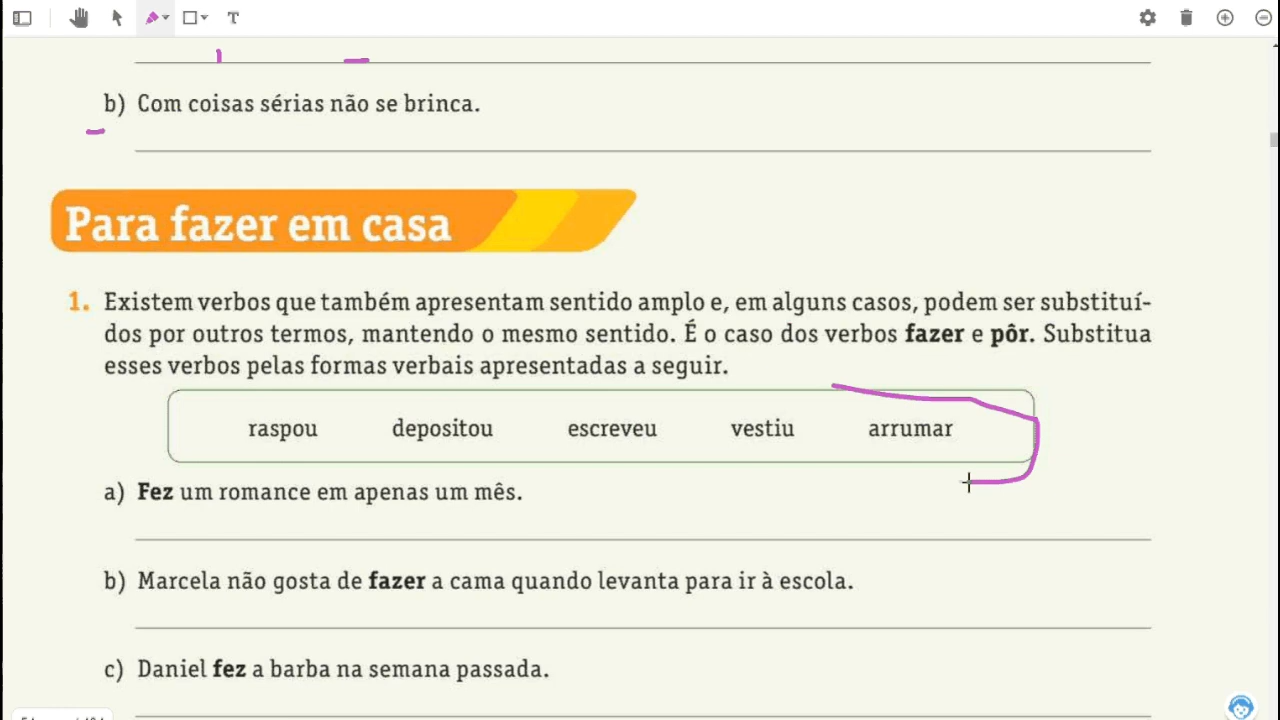 T
b) Com coisas sérias não se brinca.
Para fazer em casa
1. Existem verbos que também apresentam sentido amplo e, em alguns casos, podem ser substituí-
dos por outros termos, mantendo o mesmo sentido. É o caso dos verbos fazer e pôr. Substitua
esses verbos pelas formas verbais apresentadas a seguir.
raspou depositou escreveu vestiu arrumar
a) Fez um romance em apenas um mês.
b) Marcela não gosta de fazer a cama quando levanta para ir à escola.
c) Daniel fez a barba na semana passada.